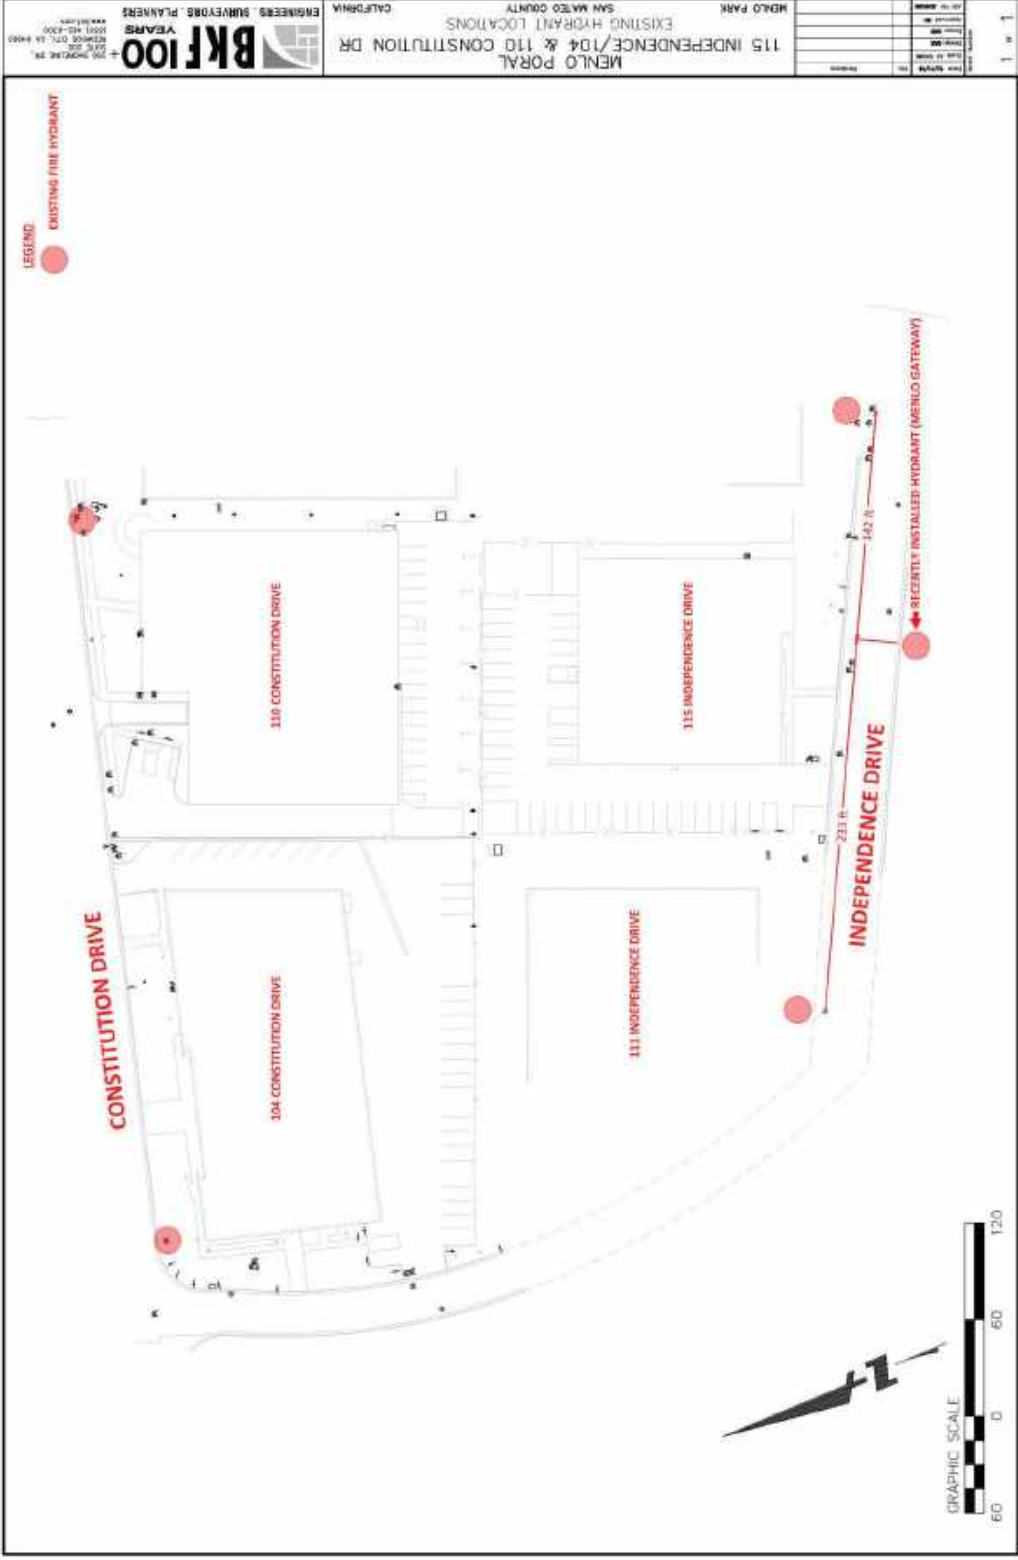 MENLO PORAL
115 INDEPENDENCE/104 & 110 CONSTITUTION DR
EXISTING HYDRANT LOCATIONS
MENLO PARK
SAN MATEO COUNTY
CALIFORNIA
BKF100
+
YEARS
ENGINEERS . SURVEYORS . PLANNERS
LEGEND
EXISTING FIRE HYDRANT
CONSTITUTION DRIVE
110 CONSTITUTION DRIVE
104 CONSTITUTION DRIVE
115 INDEPENDENCE DRIVE
111 INDEPENDENCE DRIVE
INDEPENDENCE DRIVE
142 ft
233 ft
RECENTLY INSTALLED HYDRANT (MENLO GATEWAY)
GRAPHIC SCALE
60 0 60 120